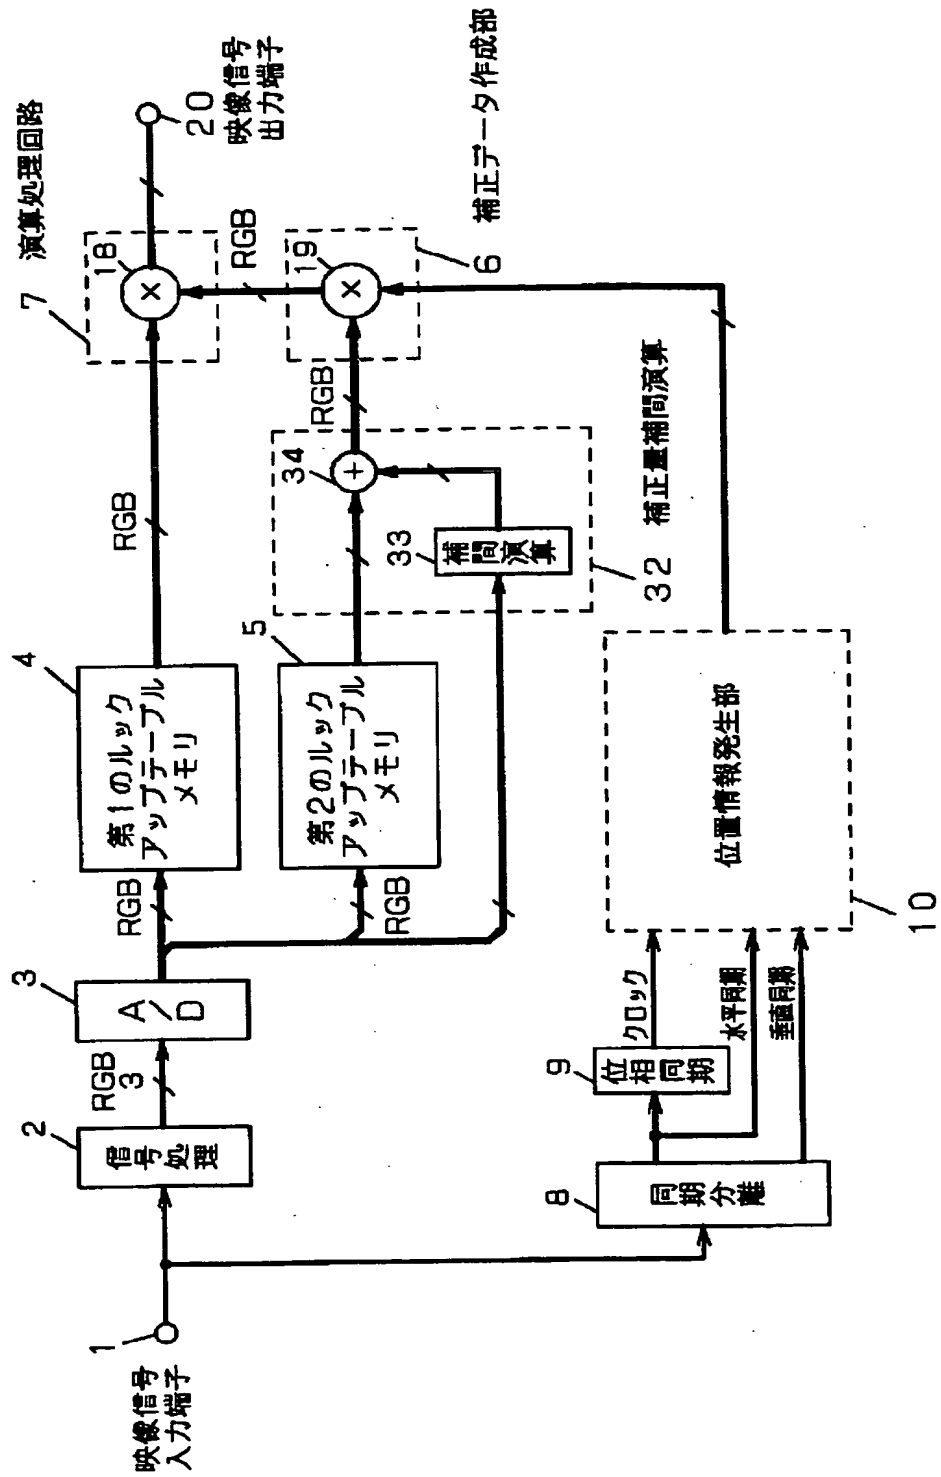 1
映像信号
入力端子
2
信号処理
RGB
3
3
A/D
RGB
RGB
4
第1のルック
アップテーブル
メモリ
5
第2のルック
アップテーブル
メモリ
RGB
33
補間
演算
34
+
32
補正量補間演算
RGB
7
演算処理回路
18
×
RGB
19
×
6
補正データ作成部
20
映像信号
出力端子
8
同期分離
9
位相
同期
クロック
水平同期
垂直同期
位置情報発生部
10